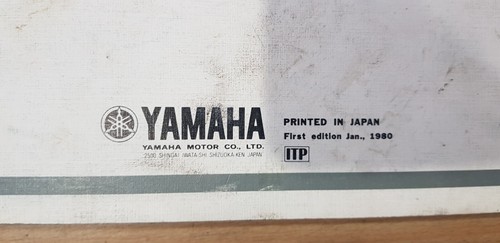 YAMAHA
YAMAHA MOTOR CO., LTD.
2500 SHINGAI IWATA-SHI SHIZUOKA-KEN JAPAN
PRINTED IN JAPAN
First edition Jan., 1980
ITP